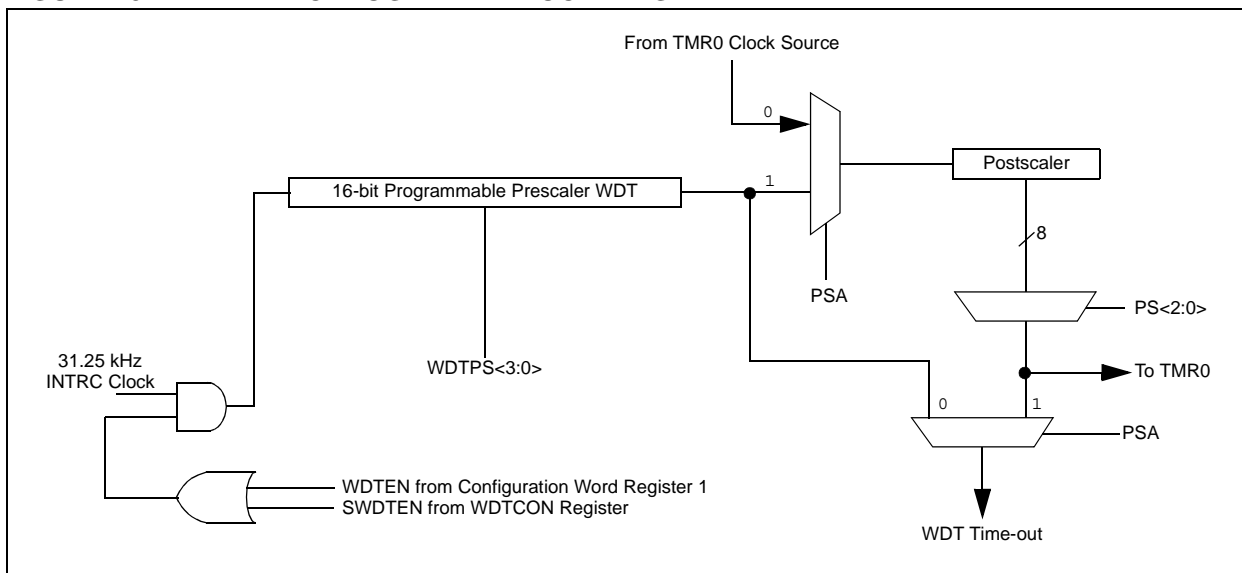 From TMR0 Clock Source
0
Postscaler
1
16-bit Programmable Prescaler WDT
8
PSA
PS<2:0>
31.25 kHz
INTRC Clock
WDTPS<3:0>
To TMR0
0
1
PSA
WDTEN from Configuration Word Register 1
SWDTEN from WDTCON Register
WDT Time-out